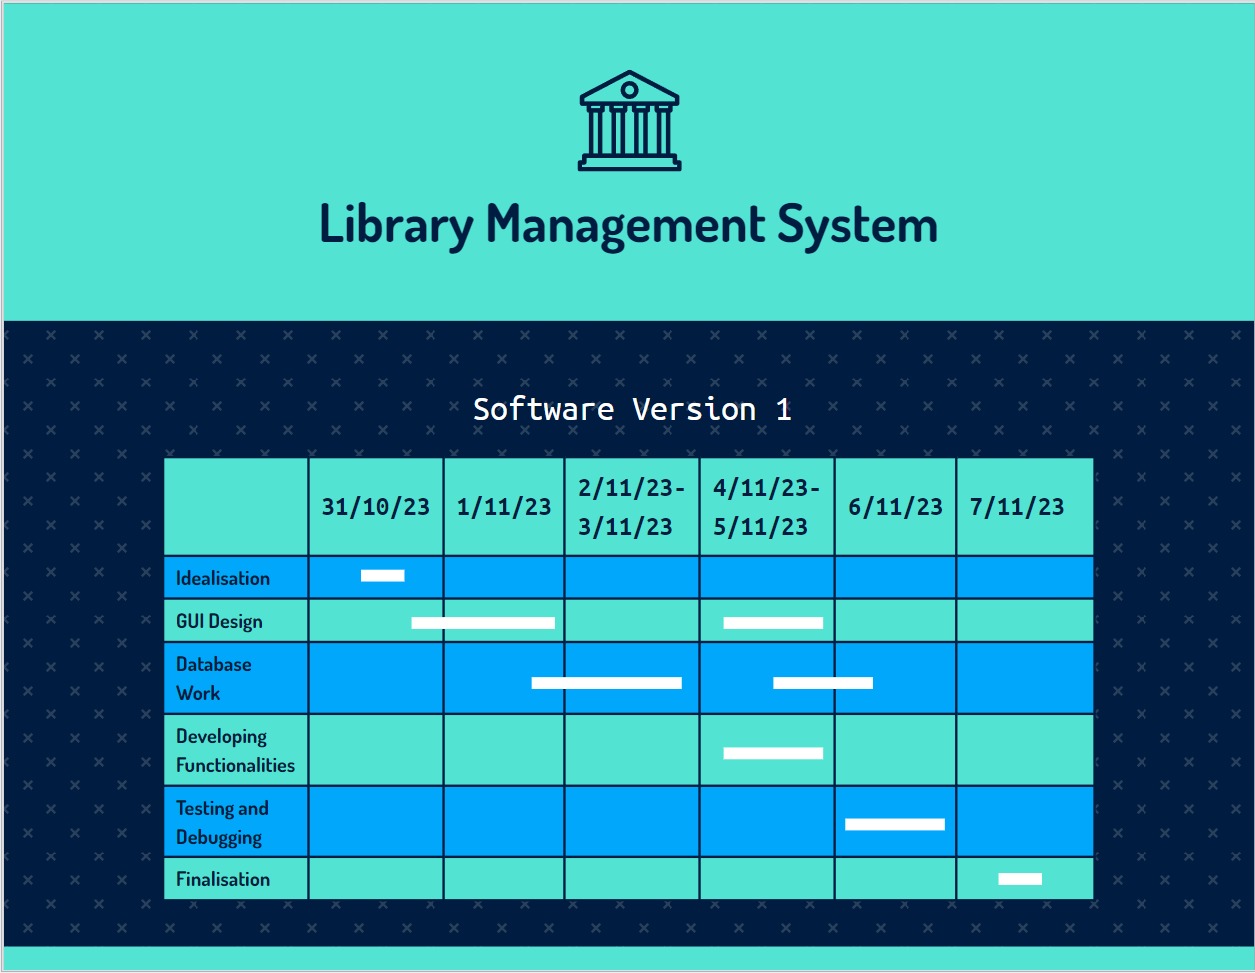 Library Management System
Software Version 1
31/10/23 1/11/23 2/11/23- 4/11/23- 6/11/23 7/11/23
3/11/23 5/11/23
Idealisation
GUI Design
Database
Work
Developing
Functionalities
Testing and
Debugging
Finalisation